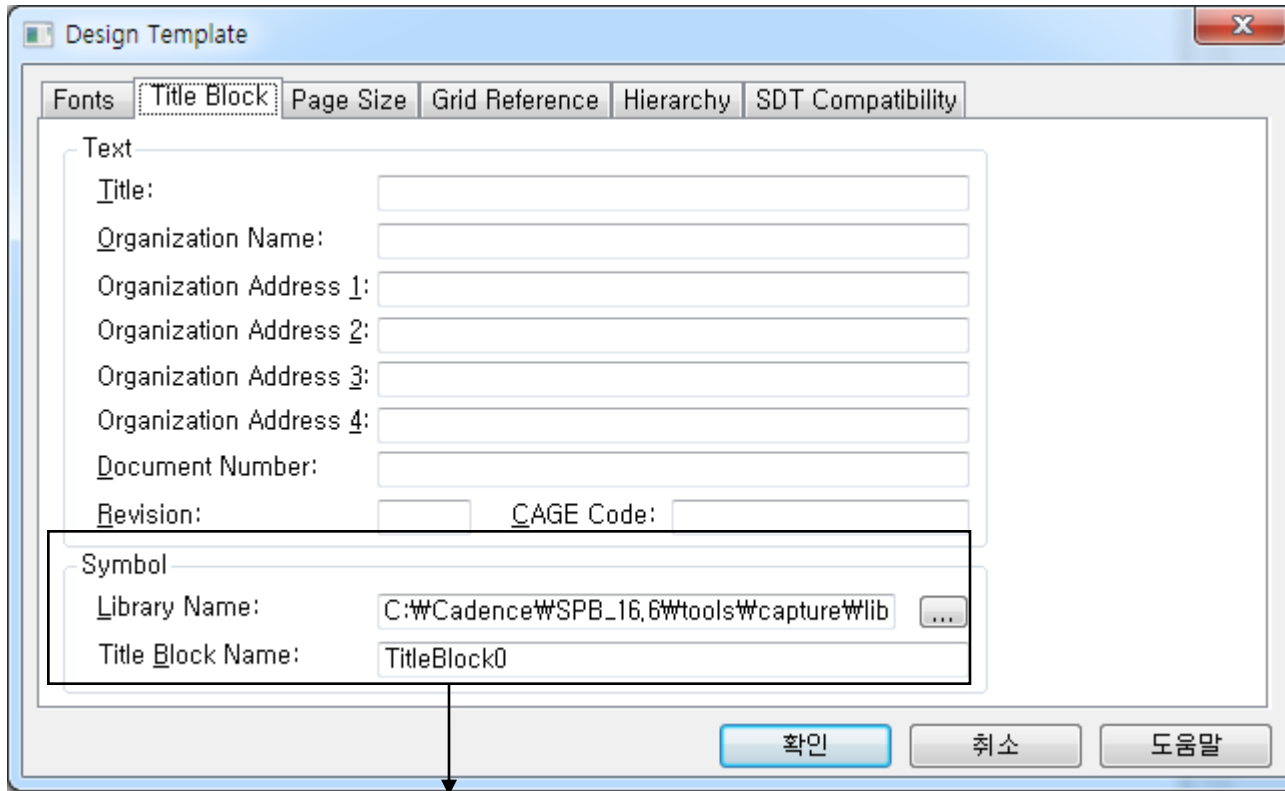 Design Template
Fonts Title Block Page Size Grid Reference Hierarchy SDT Compatibility
Text
Title:
Organization Name:
Organization Address 1:
Organization Address 2:
Organization Address 3:
Organization Address 4:
Document Number:
Revision: CAGE Code:
Symbol
Library Name: C:₩Cadence₩SPB_16,6₩tools₩capture₩lib ...
Title Block Name: TitleBlock0
확인 취소 도움말